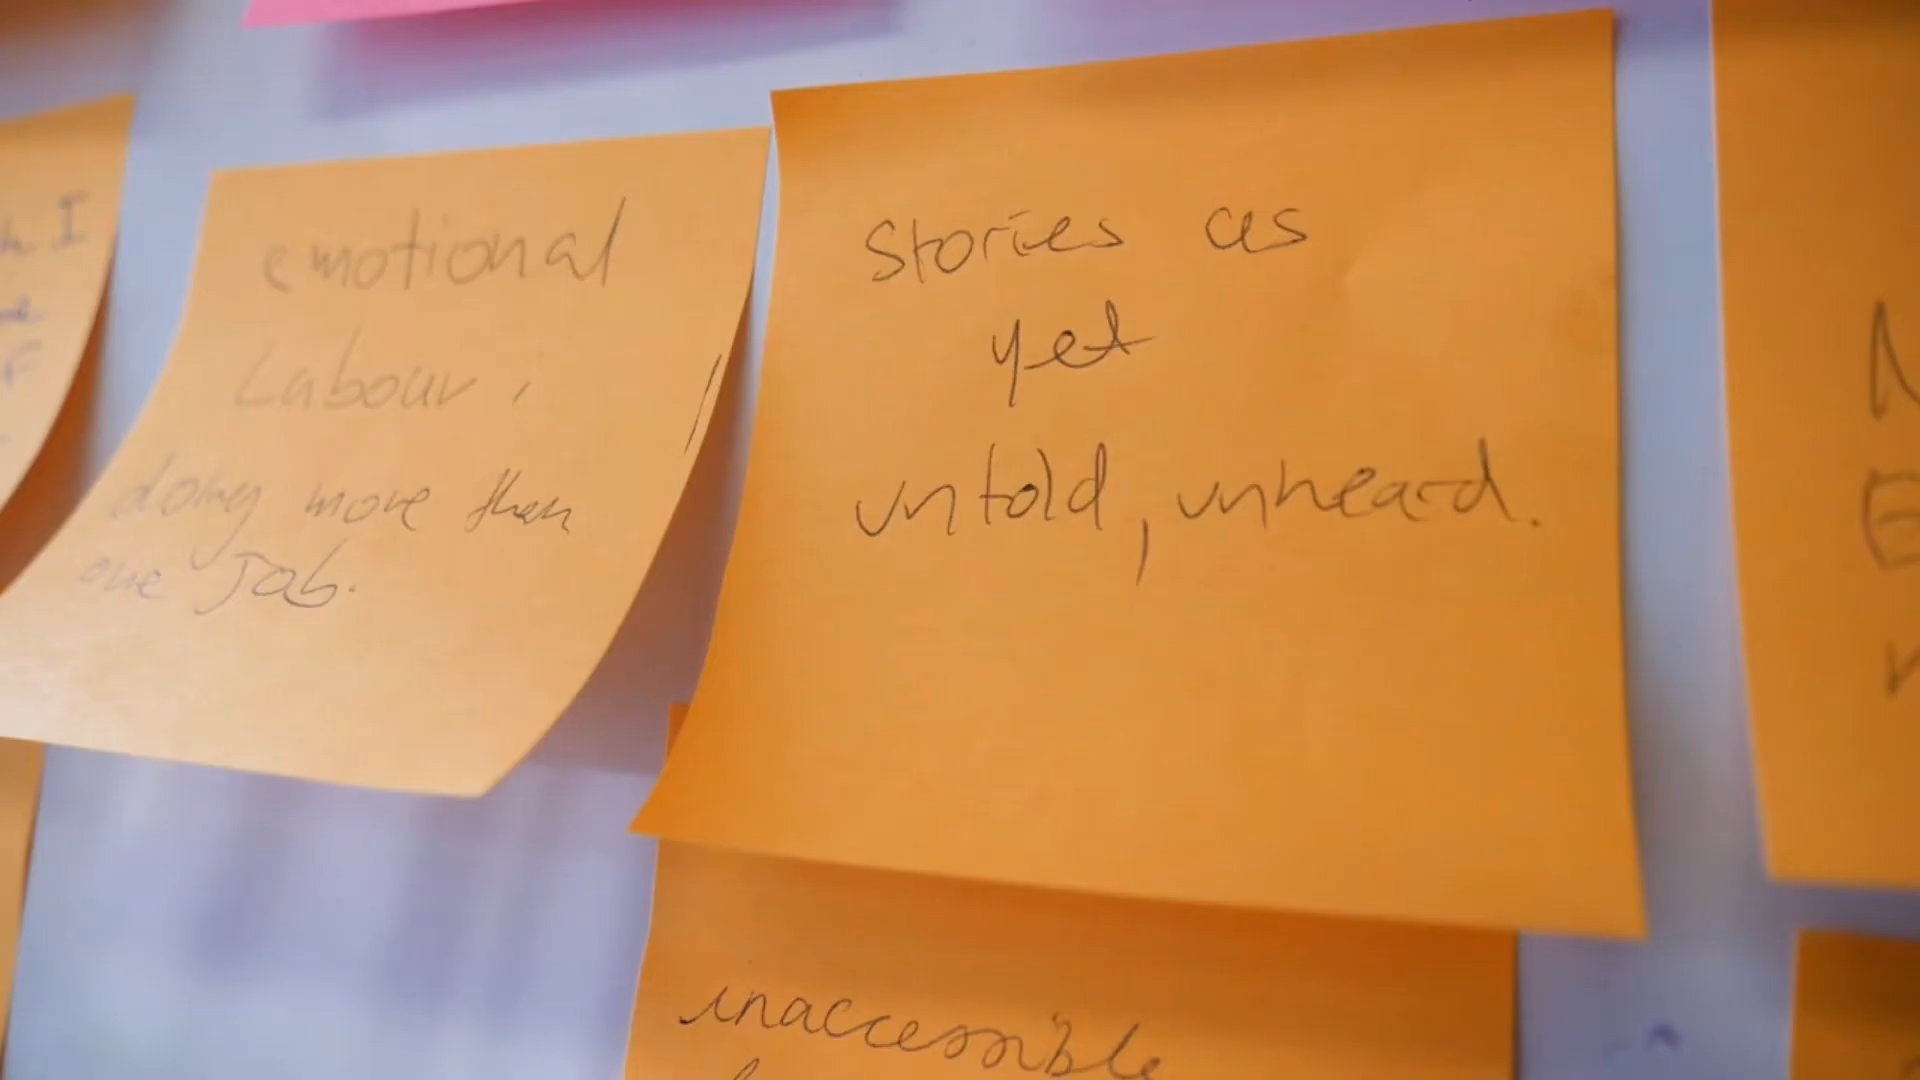 emotional
Labour;
doing more than
one Job.
Stories as
yet
untold, unheard.
inaccessible
I
N
E